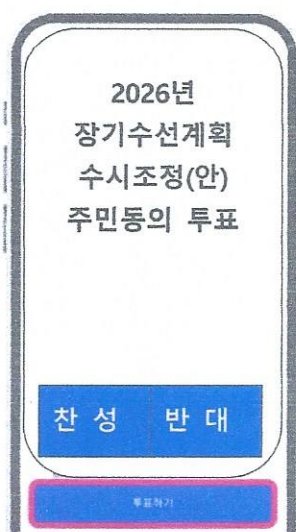 2026년
장기수선계획
수시조정(안)
주민동의 투표
찬 성 반 대
투표하기